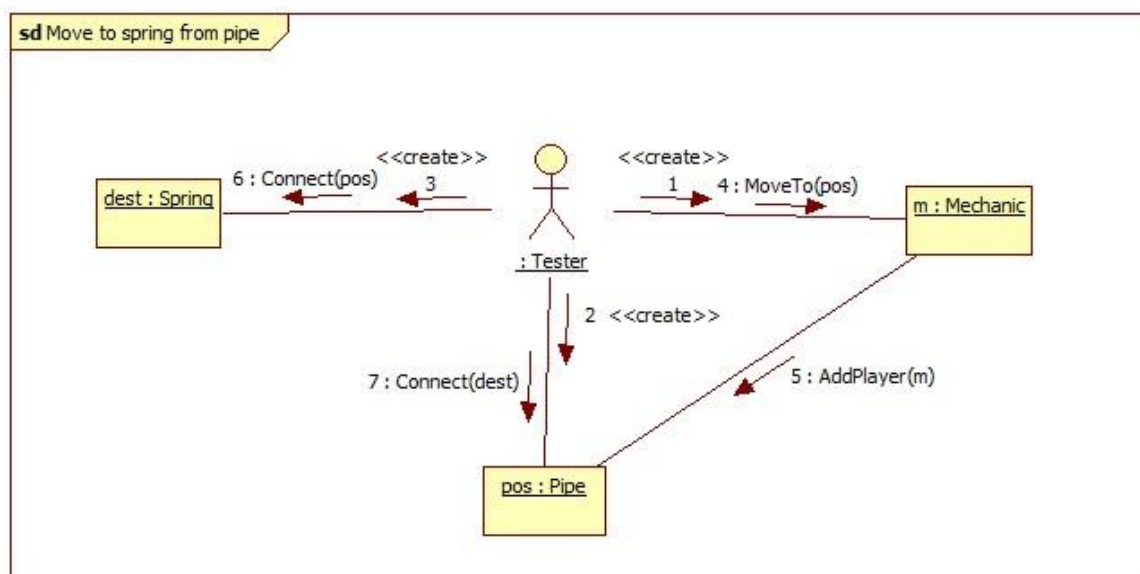 sd Move to spring from pipe
<<create>>
<<create>>
6 : Connect(pos)
3
1
4 : MoveTo(pos)
dest : Spring
m : Mechanic
: Tester
2 <<create>>
7 : Connect(dest)
5 : AddPlayer(m)
pos : Pipe